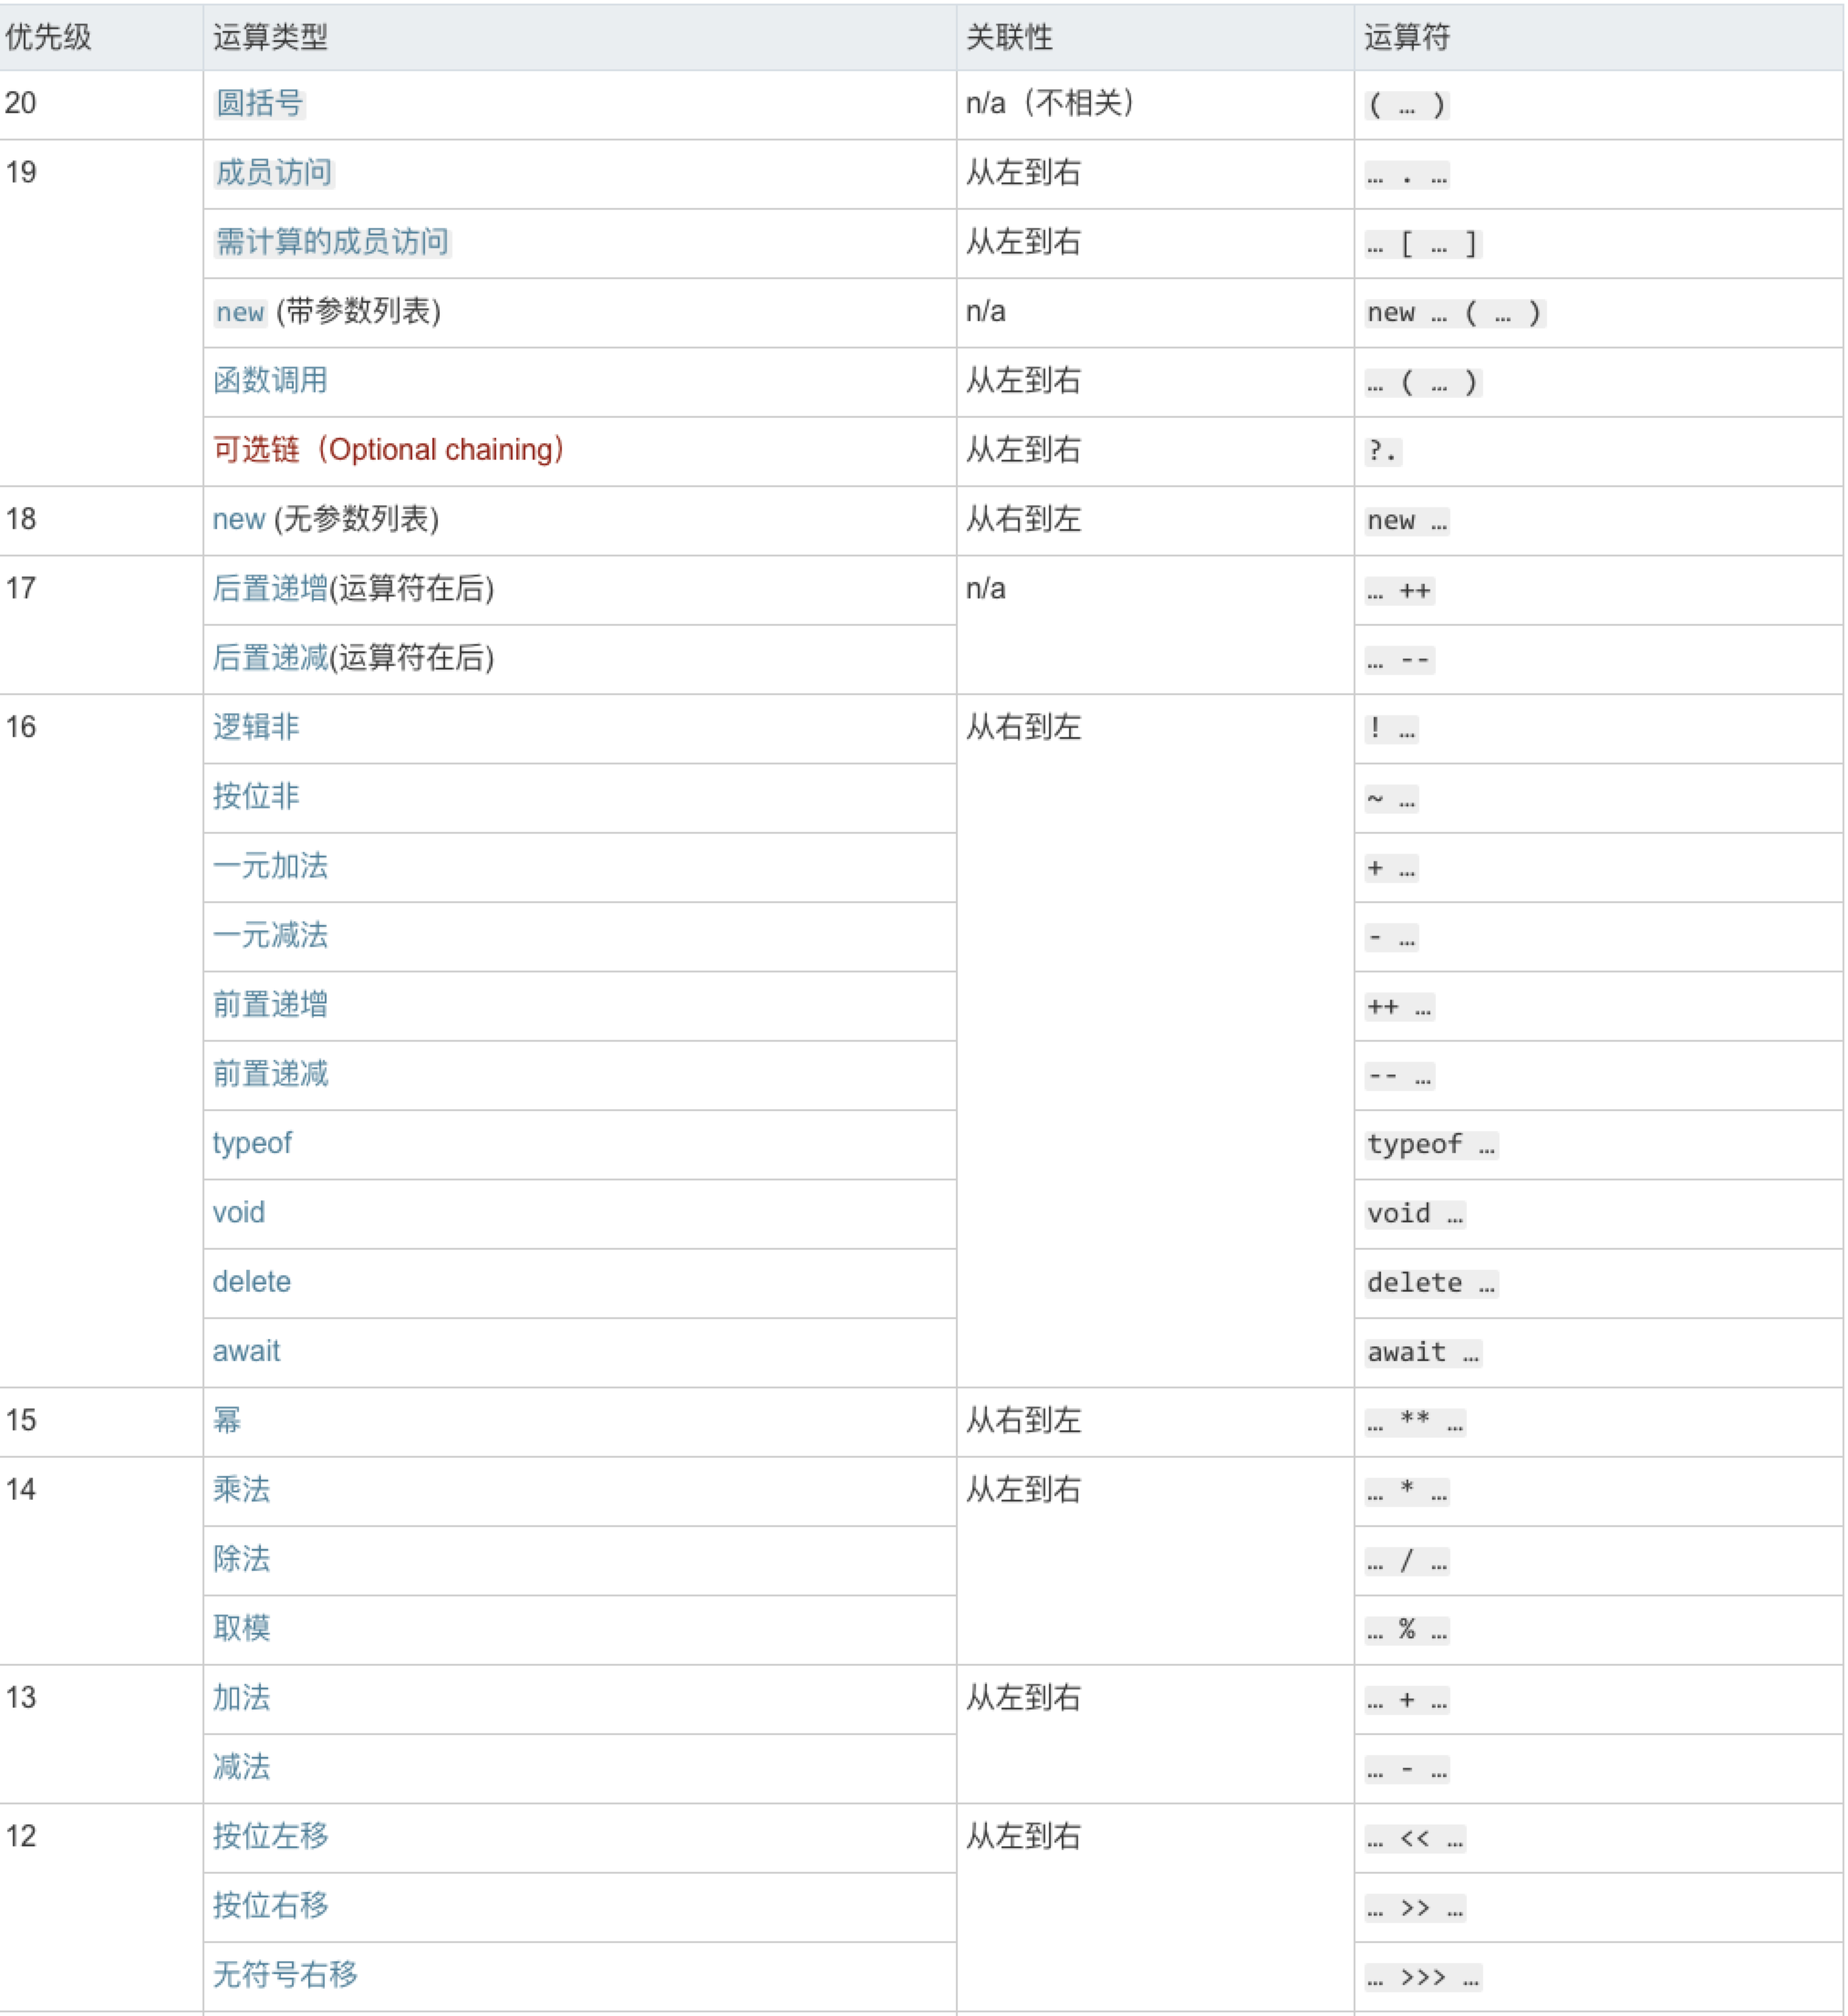 优先级 运算类型 关联性 运算符
20 圆括号 n/a（不相关） ( … )
19 成员访问 从左到右 … . …
需计算的成员访问 从左到右 … [ … ]
new (带参数列表) n/a new … ( … )
函数调用 从左到右 … ( … )
可选链（Optional chaining） 从左到右 ?.
18 new (无参数列表) 从右到左 new …
17 后置递增(运算符在后) n/a … ++
后置递减(运算符在后) … --
16 逻辑非 从右到左 ! …
按位非 ~ …
一元加法 + …
一元减法 - …
前置递增 ++ …
前置递减 -- …
typeof typeof …
void void …
delete delete …
await await …
15 幂 从右到左 … ** …
14 乘法 从左到右 … * …
除法 … / …
取模 … % …
13 加法 从左到右 … + …
减法 … - …
12 按位左移 从左到右 … << …
按位右移 … >> …
无符号右移 … >>> …